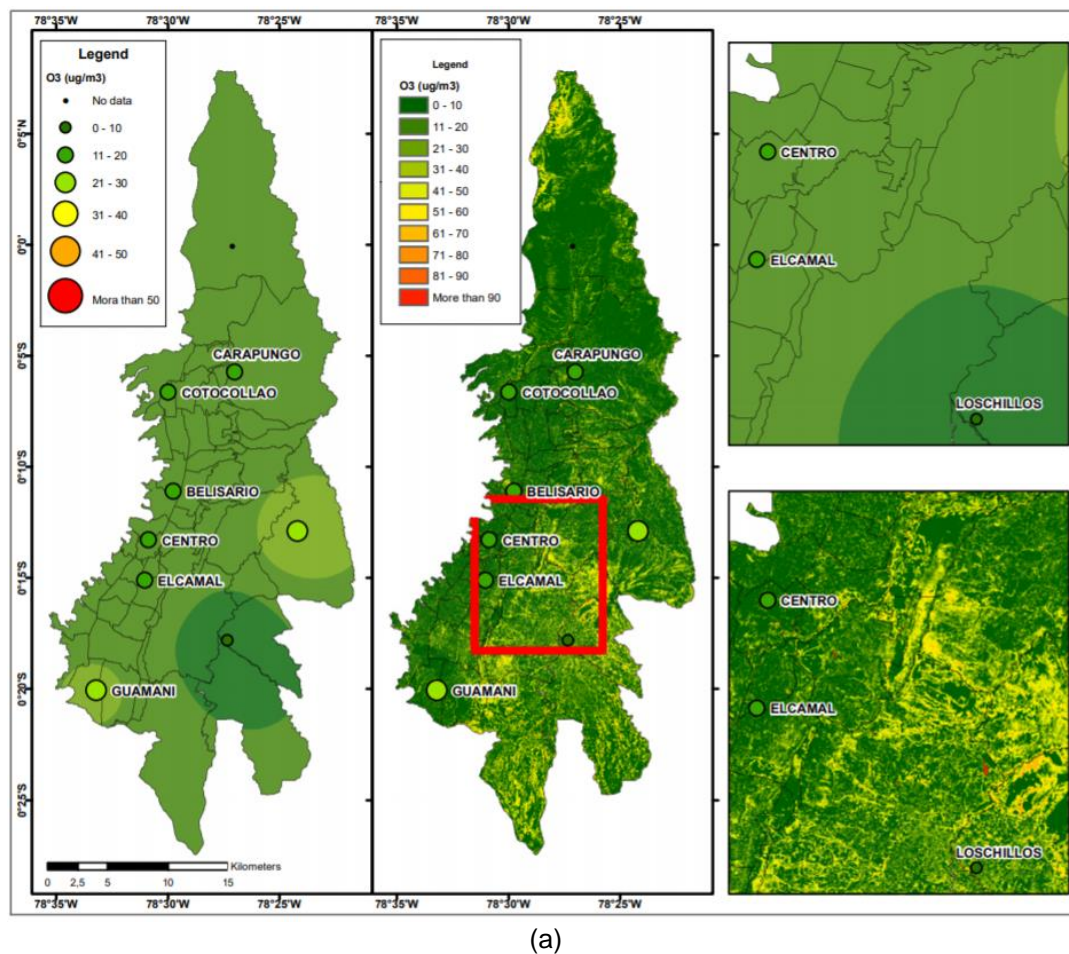 78°35'W 78°30'W 78°25'W 78°35'W 78°30'W 78°25'W
Legend
O3 (ug/m3)
No data
0 - 10
11 - 20
21 - 30
31 - 40
41 - 50
Mora than 50
0°5'N
0°0'
0°5'S
0°10'S
0°15'S
0°20'S
0°25'S
CARAPUNGO
COTOCOLLAO
BELISARIO
CENTRO
ELCAMAL
GUAMANI
Kilometers
0 2,5 5 10 15
Legend
O3 (ug/m3)
0 - 10
11 - 20
21 - 30
31 - 40
41 - 50
51 - 60
61 - 70
71 - 80
81 - 90
More than 90
CARAPUNGO
COTOCOLLAO
BELISARIO
CENTRO
ELCAMAL
GUAMANI
CENTRO
ELCAMAL
LOSCHILLOS
CENTRO
ELCAMAL
LOSCHILLOS
78°35'W 78°30'W 78°25'W 78°35'W 78°30'W 78°25'W
(a)